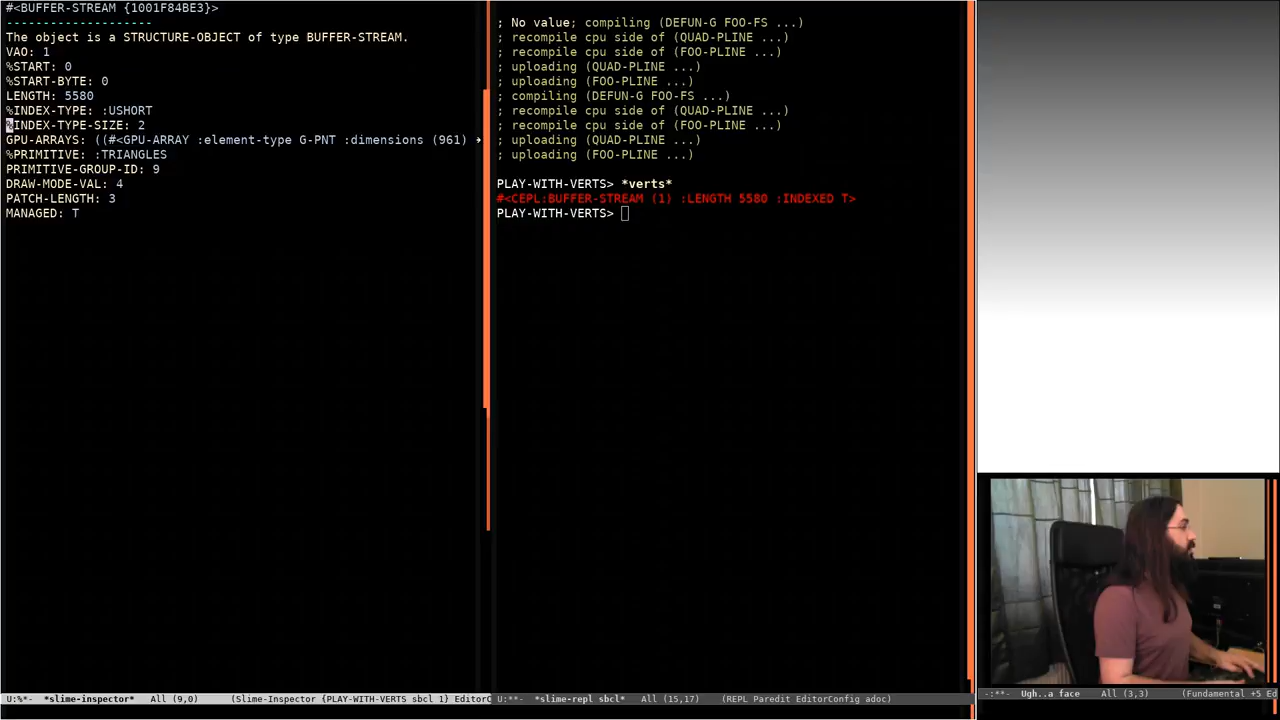 #<BUFFER-STREAM {1001F84BE3}>
--------------------
The object is a STRUCTURE-OBJECT of type BUFFER-STREAM.
VAO: 1
%START: 0
%START-BYTE: 0
LENGTH: 5580
%INDEX-TYPE: :USHORT
%INDEX-TYPE-SIZE: 2
GPU-ARRAYS: ((#<GPU-ARRAY :element-type G-PNT :dimensions (961)
%PRIMITIVE: :TRIANGLES
PRIMITIVE-GROUP-ID: 9
DRAW-MODE-VAL: 4
PATCH-LENGTH: 3
MANAGED: T
U:%*- *slime-inspector* All (9,0) (Slime-Inspector {PLAY-WITH-VERTS sbcl 1} EditorC
; No value; compiling (DEFUN-G FOO-FS ...)
; recompile cpu side of (QUAD-PLINE ...)
; recompile cpu side of (FOO-PLINE ...)
; uploading (QUAD-PLINE ...)
; uploading (FOO-PLINE ...)
; compiling (DEFUN-G FOO-FS ...)
; recompile cpu side of (QUAD-PLINE ...)
; recompile cpu side of (FOO-PLINE ...)
; uploading (QUAD-PLINE ...)
; uploading (FOO-PLINE ...)
PLAY-WITH-VERTS> *verts*
#<CEPL:BUFFER-STREAM (1) :LENGTH 5580 :INDEXED T>
PLAY-WITH-VERTS>
U:**- *slime-repl sbcl* All (15,17) (REPL Paredit EditorConfig adoc)
-:**- Ugh..a face All (3,3) (Fundamental +5 Ed